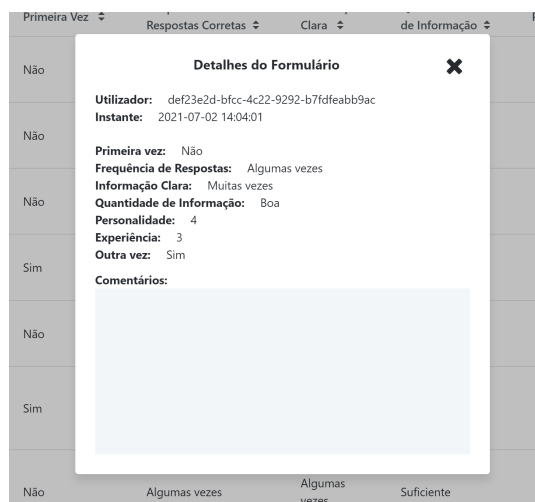 Primeira Vez
Respostas Corretas
Clara
de Informação
Detalhes do Formulário
Não
Utilizador: def23e2d-bfcc-4c22-9292-b7fdfeabb9ac
Instante: 2021-07-02 14:04:01
Não
Primeira vez: Não
Frequência de Respostas: Algumas vezes
Informação Clara: Muitas vezes
Não
Quantidade de Informação: Boa
Personalidade: 4
Experiência: 3
Outra vez: Sim
Sim
Comentários:
Não
Sim
Algumas
Não
Algumas vezes
Suficiente
vezes